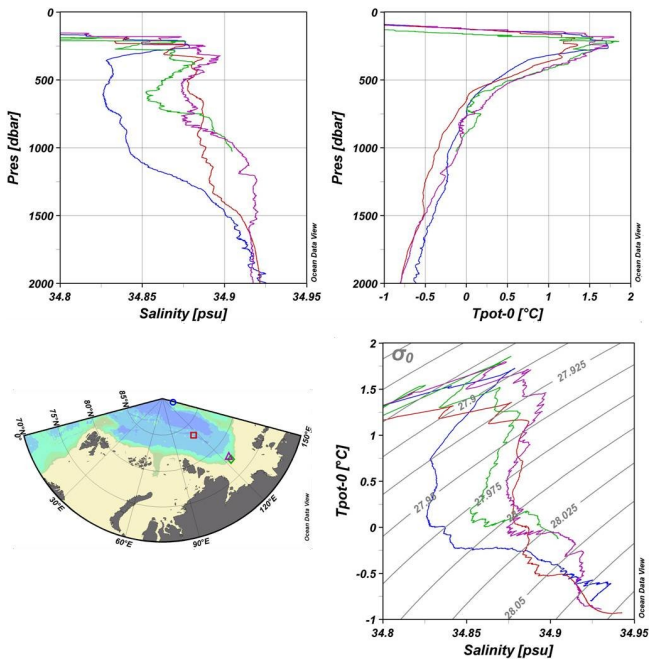 0
500
1000
1500
2000
34.8
34.85
34.9
34.95
Pres [dbar]
Salinity [psu]
Ocean Data View
0
500
1000
1500
2000
-1
-0.5
0
0.5
1
1.5
2
Pres [dbar]
Tpot-0 [°C]
Ocean Data View
70°N
75°N
80°N
85°N
0°
30°E
60°E
90°E
120°E
150°E
Ocean Data View
σ0
2
1.5
1
0.5
0
-0.5
-1
34.8
34.85
34.9
34.95
Tpot-0 [°C]
Salinity [psu]
27.925
27.9
27.95
27.975
28.025
28.05
Ocean Data View